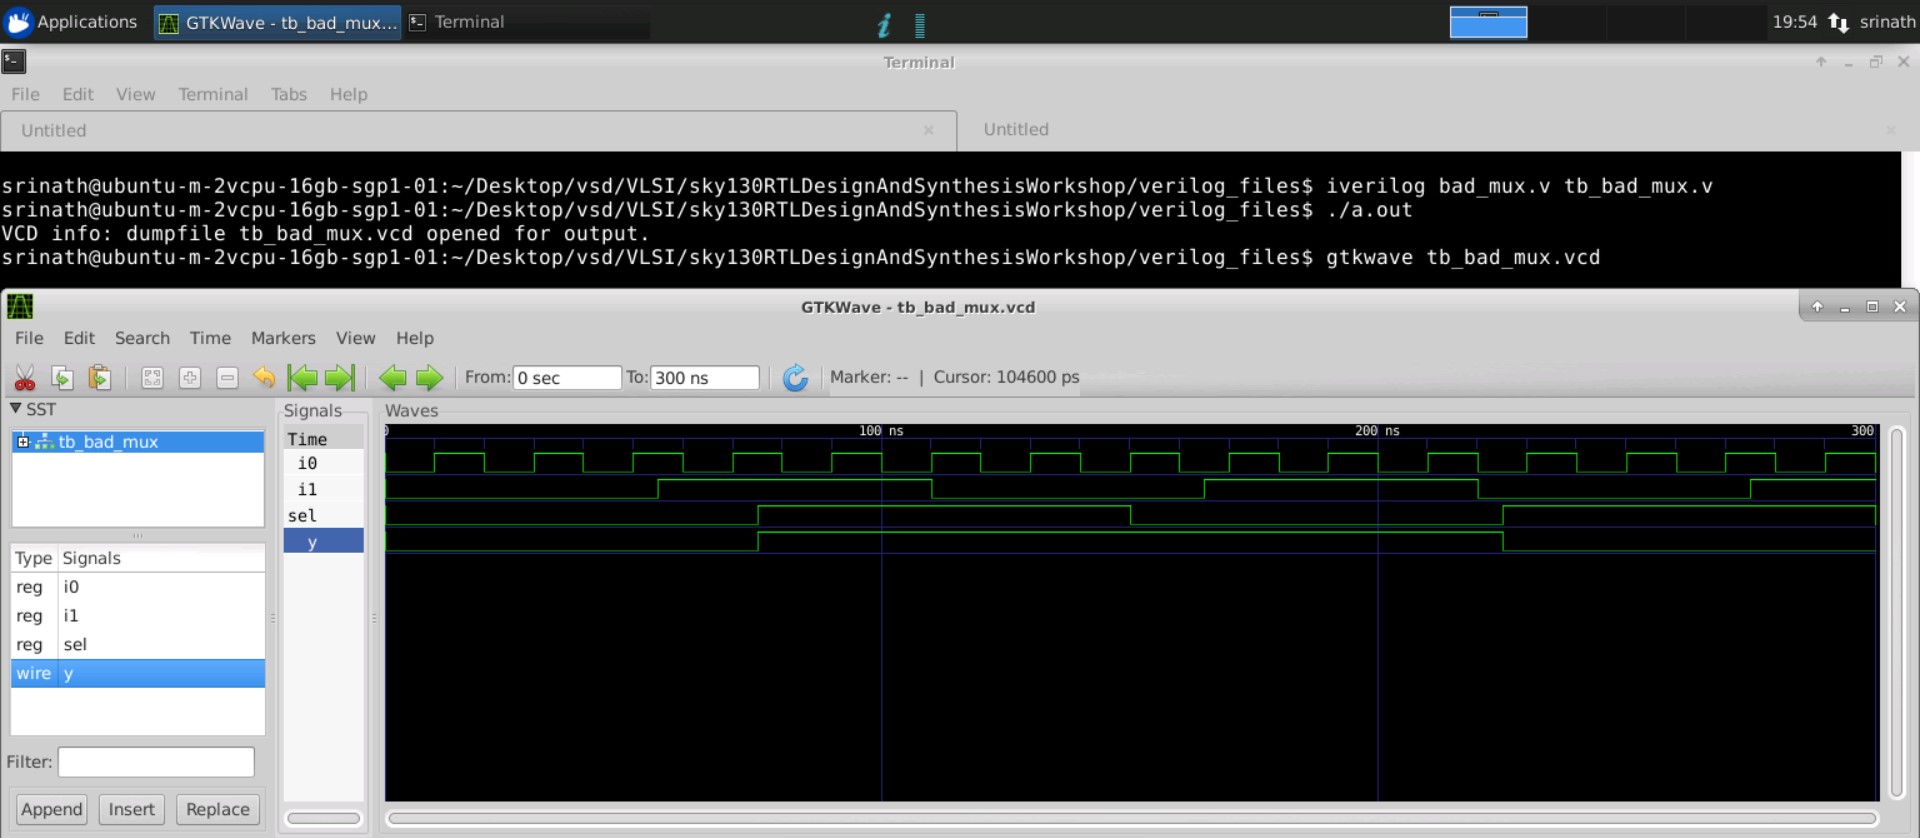 Applications GTKWave - tb_bad_mux... Terminal 19:54 srinath
Terminal
File Edit View Terminal Tabs Help
Untitled Untitled
srinath@ubuntu-m-2vcpu-16gb-sgp1-01:~/Desktop/vsd/VLSI/sky130RTLDesignAndSynthesisWorkshop/verilog_files$ iverilog bad_mux.v tb_bad_mux.v
srinath@ubuntu-m-2vcpu-16gb-sgp1-01:~/Desktop/vsd/VLSI/sky130RTLDesignAndSynthesisWorkshop/verilog_files$ ./a.out
VCD info: dumpfile tb_bad_mux.vcd opened for output.
srinath@ubuntu-m-2vcpu-16gb-sgp1-01:~/Desktop/vsd/VLSI/sky130RTLDesignAndSynthesisWorkshop/verilog_files$ gtkwave tb_bad_mux.vcd
GTKWave - tb_bad_mux.vcd
File Edit Search Time Markers View Help
From: 0 sec To: 300 ns Marker: -- | Cursor: 104600 ps
SST
tb_bad_mux
Type Signals
reg i0
reg i1
reg sel
wire y
Filter:
Append Insert Replace
Signals
Time
i0
i1
sel
y
Waves
0 100 ns 200 ns 300